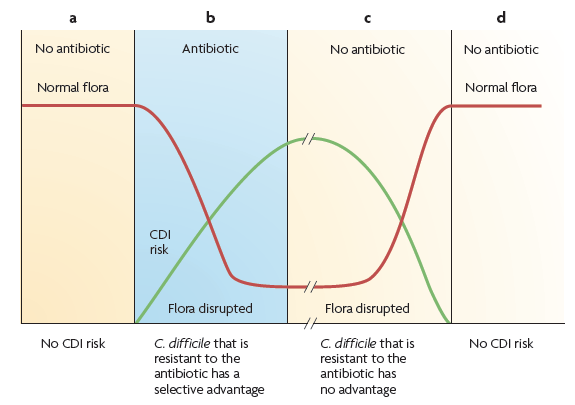 a
b
c
d
No antibiotic
Antibiotic
No antibiotic
No antibiotic
Normal flora
Normal flora
CDI
risk
Flora disrupted
Flora disrupted
No CDI risk
C. difficile that is
resistant to the
antibiotic has a
selective advantage
C. difficile that is
resistant to the
antibiotic has
no advantage
No CDI risk